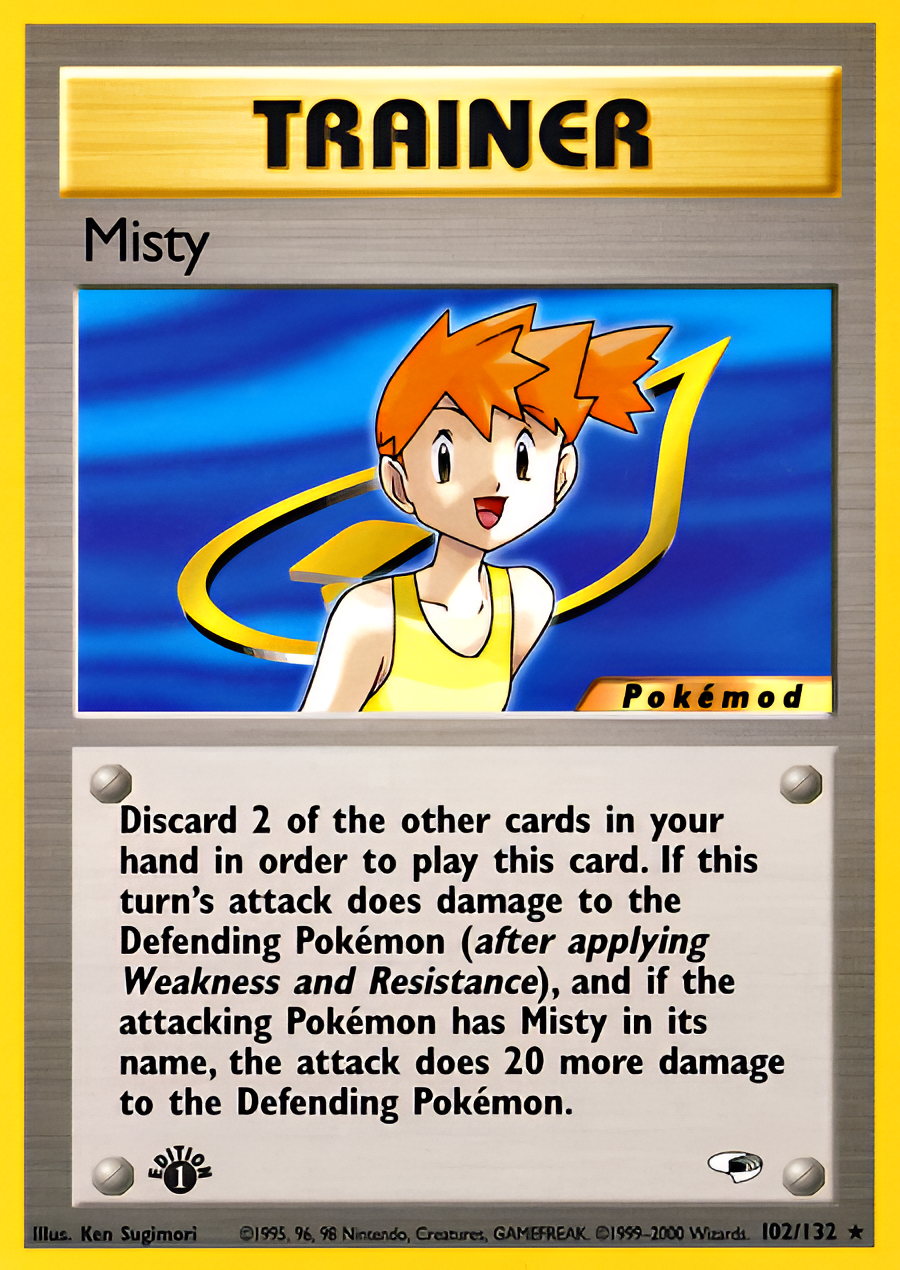 TRAINER
Misty
Pokémod
Discard 2 of the other cards in your
hand in order to play this card. If this
turn's attack does damage to the
Defending Pokémon (after applying
Weakness and Resistance), and if the
attacking Pokémon has Misty in its
name, the attack does 20 more damage
to the Defending Pokémon.
EDITION
1
Illus. Ken Sugimori ©1995, 96, 98 Nintendo, Creatures, GAMEFREAK. ©1999–2000 Wizards. 102/132 ★